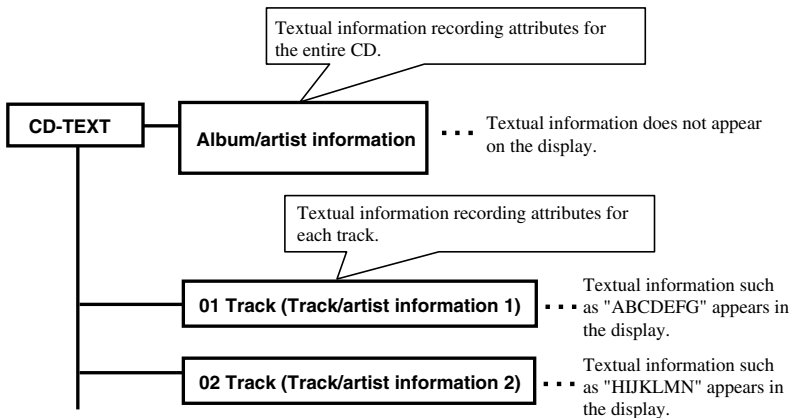 Textual information recording attributes for
the entire CD.
CD-TEXT
Album/artist information
Textual information does not appear
on the display.
Textual information recording attributes for
each track.
01 Track (Track/artist information 1)
Textual information such
as "ABCDEFG" appears in
the display.
02 Track (Track/artist information 2)
Textual information such
as "HIJKLMN" appears in
the display.